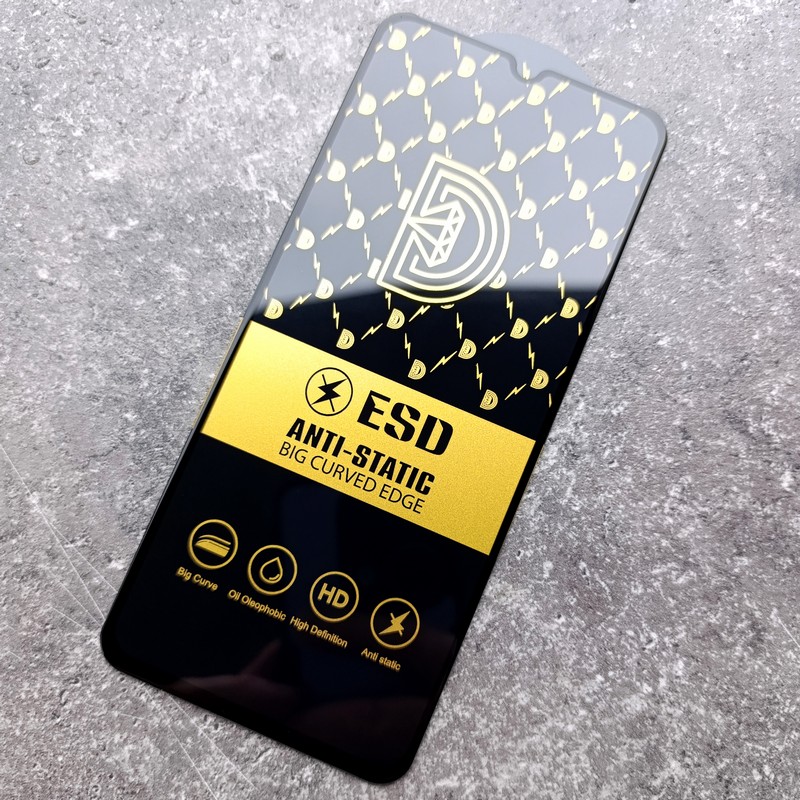 D
ESD
ANTI-STATIC
BIG CURVED EDGE
HD
Big Curve
Oil Oleophobic
High Definition
Anti static